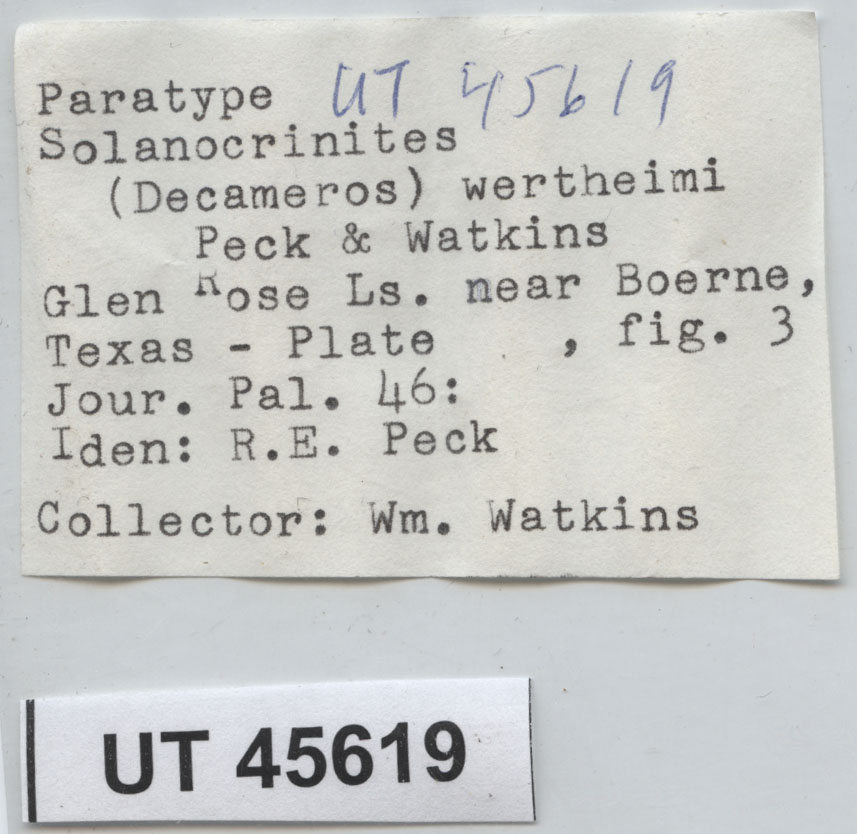 Paratype UT 45619
Solanocrinites
(Decameros) wertheimi
Peck & Watkins
Glen Rose Ls. near Boerne,
Texas - Plate , fig. 3
Jour. Pal. 46:
Iden: R.E. Peck
Collector: Wm. Watkins
UT 45619